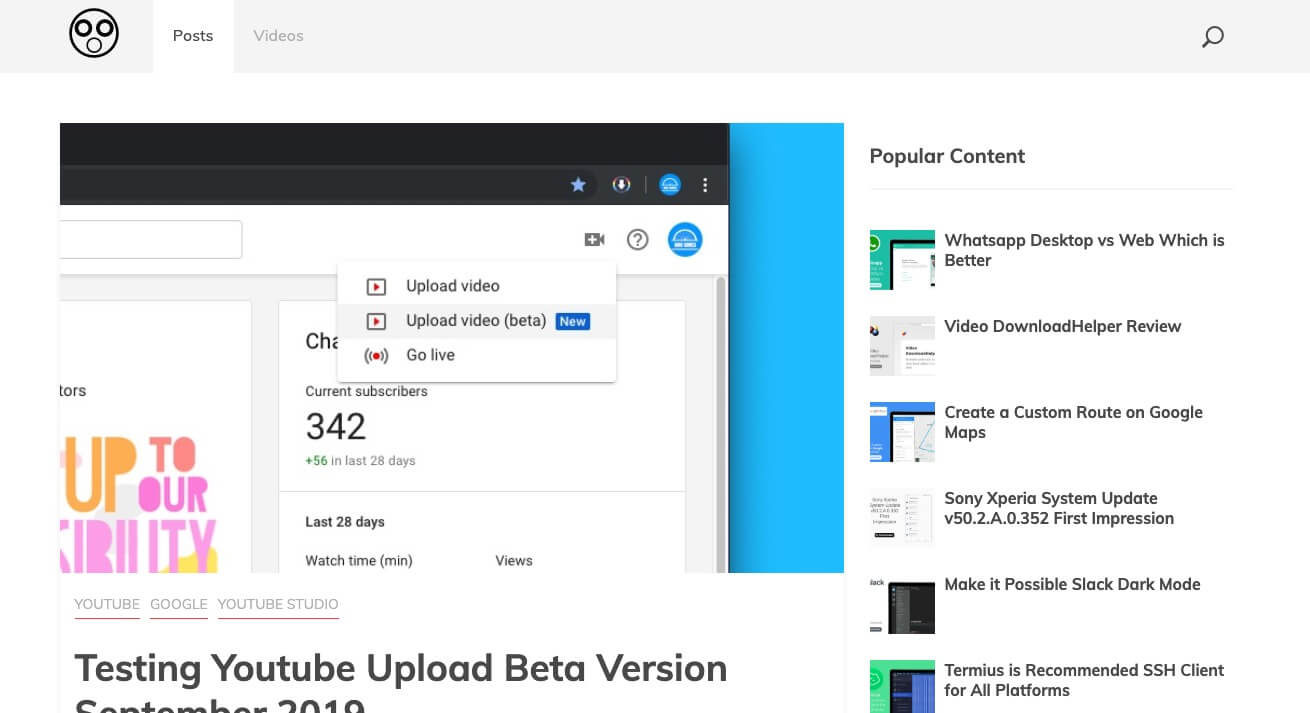 Posts
Videos
Upload video
Upload video (beta) New
Go live
Cha
Current subscribers
342
+56 in last 28 days
Last 28 days
Watch time (min) Views
tors
UP TO
OUR
KIBILITY
YOUTUBE GOOGLE YOUTUBE STUDIO
Testing Youtube Upload Beta Version
September 2019
Popular Content
Whatsapp Desktop vs Web Which is
Better
Video DownloadHelper Review
Create a Custom Route on Google
Maps
Sony Xperia System Update
v50.2.A.0.352 First Impression
Make it Possible Slack Dark Mode
Termius is Recommended SSH Client
for All Platforms